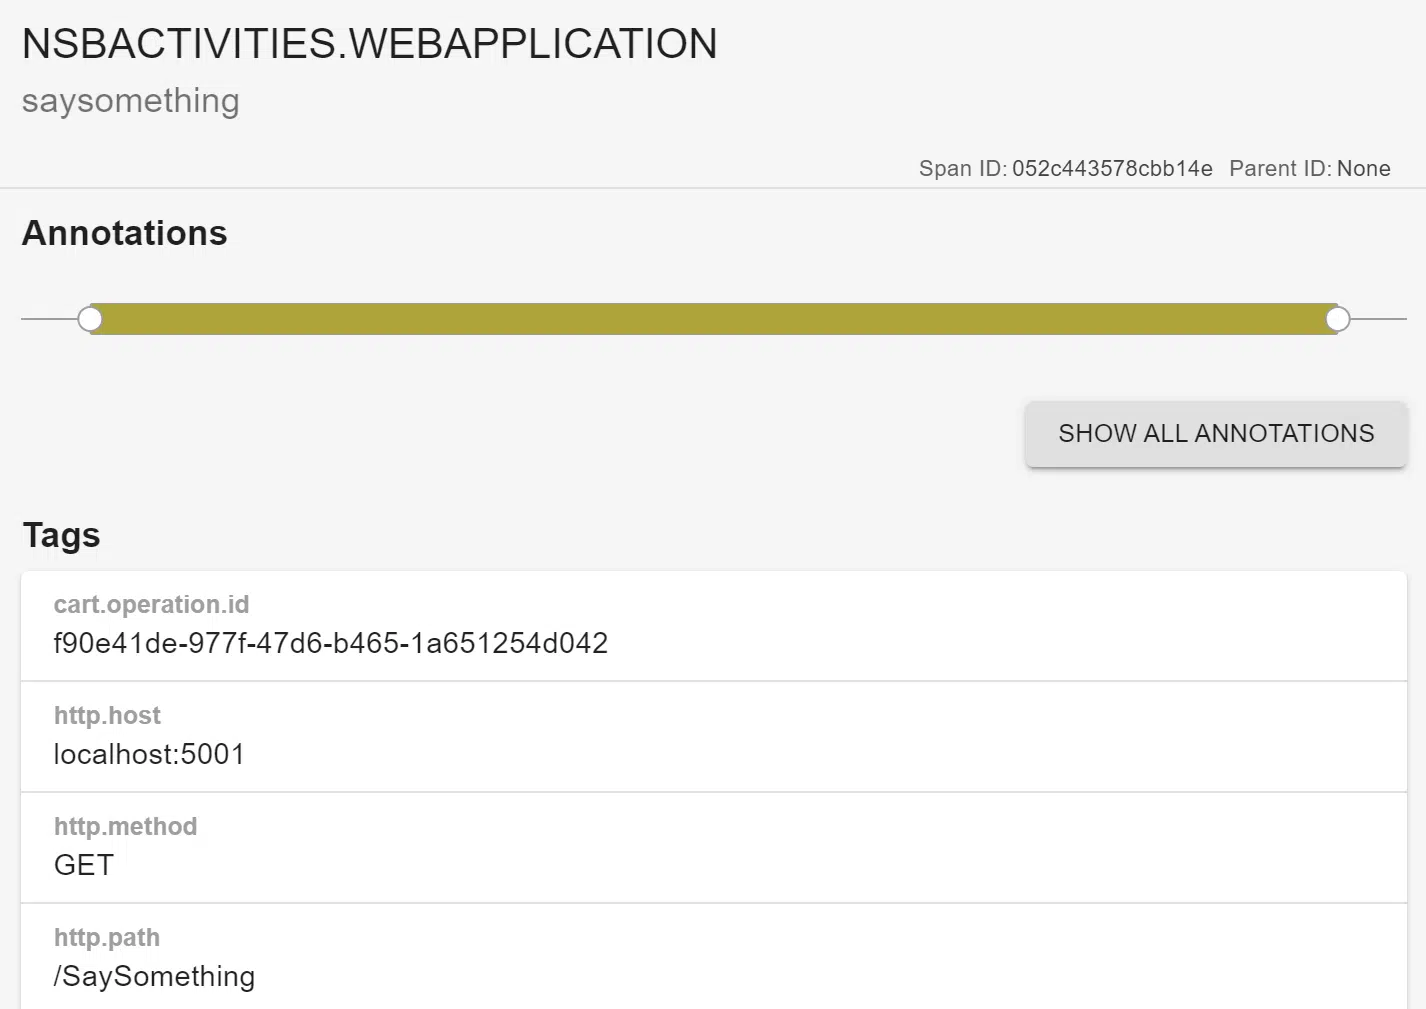 NSBACTIVITIES.WEBAPPLICATION
saysomething
Span ID: 052c443578cbb14e Parent ID: None
Annotations
SHOW ALL ANNOTATIONS
Tags
cart.operation.id
f90e41de-977f-47d6-b465-1a651254d042
http.host
localhost:5001
http.method
GET
http.path
/SaySomething